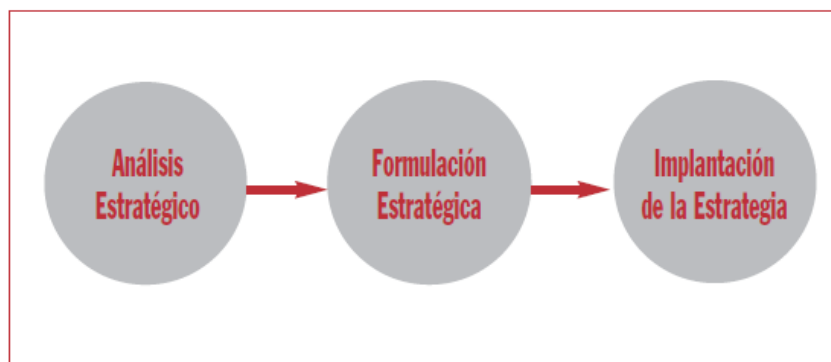 Análisis
Estratégico
Formulación
Estratégica
Implantación
de la Estrategia